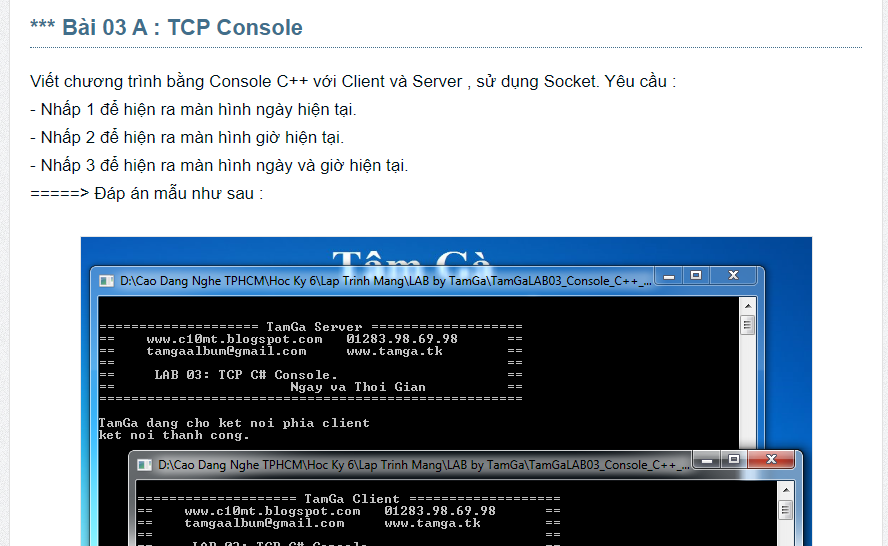 *** Bài 03 A : TCP Console
Viết chương trình bằng Console C++ với Client và Server , sử dụng Socket. Yêu cầu :
- Nhấp 1 để hiện ra màn hình ngày hiện tại.
- Nhấp 2 để hiện ra màn hình giờ hiện tại.
- Nhấp 3 để hiện ra màn hình ngày và giờ hiện tại.
=====> Đáp án mẫu như sau :
Tâm Gà
D:\Cao Dang Nghe TPHCM\Hoc Ky 6\Lap Trinh Mang\LAB by TamGa\TamGaLAB03_Console_C++_...
==================== TamGa Server ===================
== www.c10mt.blogspot.com 01283.98.69.98 ==
== tamgaalbum@gmail.com www.tamga.tk ==
== ==
== LAB 03: TCP C# Console. ==
== Ngay va Thoi Gian ==
=====================================================
TamGa dang cho ket noi phia client
ket noi thanh cong.
D:\Cao Dang Nghe TPHCM\Hoc Ky 6\Lap Trinh Mang\LAB by TamGa\TamGaLAB03_Console_C++_...
==================== TamGa Client ===================
== www.c10mt.blogspot.com 01283.98.69.98 ==
== tamgaalbum@gmail.com www.tamga.tk ==
== ==
== LAB 03: TCP C# Console. ==